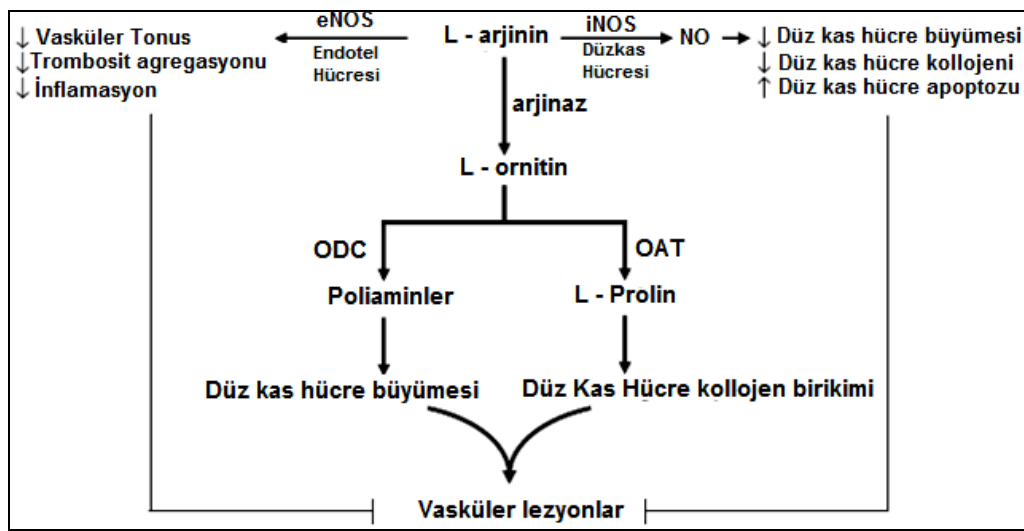 eNOS
L - arjinin
iNOS
NO
Endotel
Hücresi
Düzkas
Hücresi
↓ Vasküler Tonus
↓Trombosit agregasyonu
↓ İnflamasyon
↓ Düz kas hücre büyümesi
↓ Düz kas hücre kollojeni
↑ Düz kas hücre apoptozu
arjinaz
L - ornitin
ODC
OAT
Poliaminler
L - Prolin
Düz kas hücre büyümesi
Düz Kas Hücre kollojen birikimi
Vasküler lezyonlar